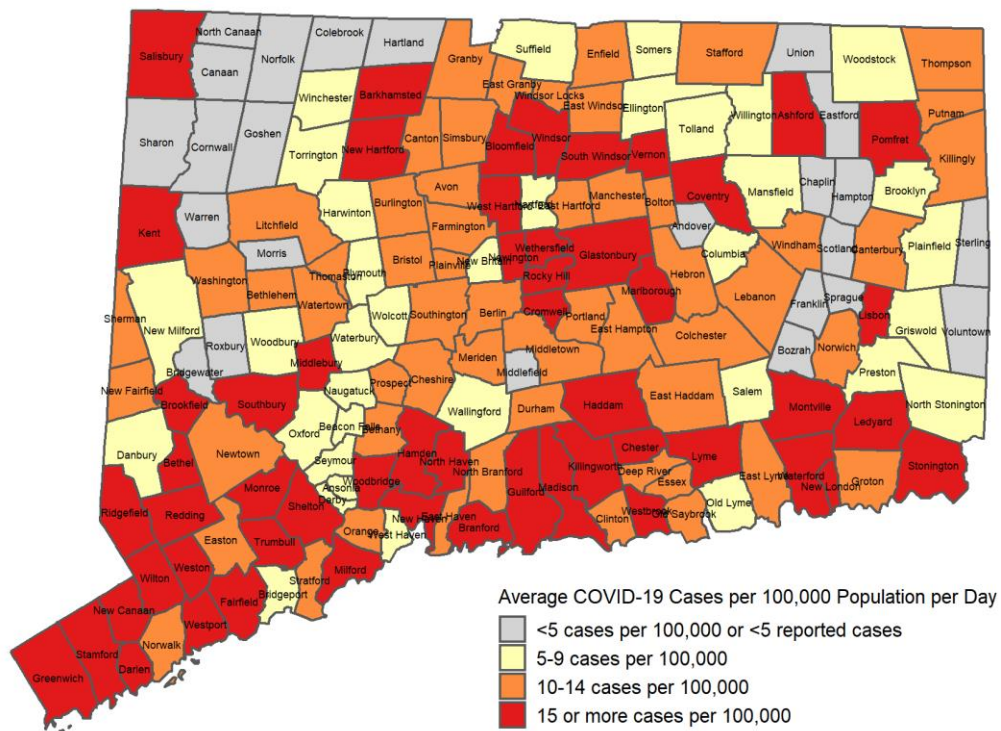 North Canaan
Colebrook
Hartland
Salisbury
Canaan
Norfolk
Granby
Suffield
Enfield
Somers
Stafford
Union
Woodstock
Thompson
East Granby
Windsor Locks
East Windsor
Winchester
Barkhamsted
Ellington
Putnam
Sharon
Cornwall
Goshen
Torrington
New Hartford
Canton
Simsbury
Bloomfield
Windsor
South Windsor
Vernon
Tolland
Willington
Ashford
Eastford
Pomfret
Killingly
Kent
Warren
Litchfield
Harwinton
Burlington
Avon
West Hartford
Hartford
East Hartford
Manchester
Bolton
Coventry
Mansfield
Chaplin
Hampton
Brooklyn
Andover
Farmington
Morris
Washington
Bethlehem
Thomaston
Plymouth
Bristol
Plainville
New Britain
Newington
Wethersfield
Glastonbury
Rocky Hill
Hebron
Columbia
Windham
Scotland
Canterbury
Plainfield
Sterling
Sherman
New Milford
Roxbury
Woodbury
Watertown
Waterbury
Wolcott
Southington
Berlin
Cromwell
Portland
Marlborough
East Hampton
Colchester
Lebanon
Franklin
Sprague
Lisbon
Griswold
Voluntown
Bozrah
Norwich
Preston
Bridgewater
New Fairfield
Brookfield
Southbury
Middlebury
Naugatuck
Prospect
Cheshire
Meriden
Middletown
Middlefield
Wallingford
Durham
Haddam
East Haddam
Salem
Montville
Ledyard
North Stonington
Danbury
Bethel
Newtown
Oxford
Beacon Falls
Bethany
Seymour
Hamden
North Haven
North Branford
Guilford
Madison
Killingworth
Chester
Deep River
Essex
Lyme
East Lyme
Waterford
New London
Groton
Stonington
Ridgefield
Redding
Monroe
Shelton
Ansonia
Derby
Woodbridge
New Haven
East Haven
Branford
Clinton
Westbrook
Old Saybrook
Old Lyme
Easton
Trumbull
Orange
West Haven
Milford
Stratford
Wilton
Weston
Fairfield
Bridgeport
New Canaan
Norwalk
Westport
Greenwich
Stamford
Darien
Average COVID-19 Cases per 100,000 Population per Day
<5 cases per 100,000 or <5 reported cases
5-9 cases per 100,000
10-14 cases per 100,000
15 or more cases per 100,000